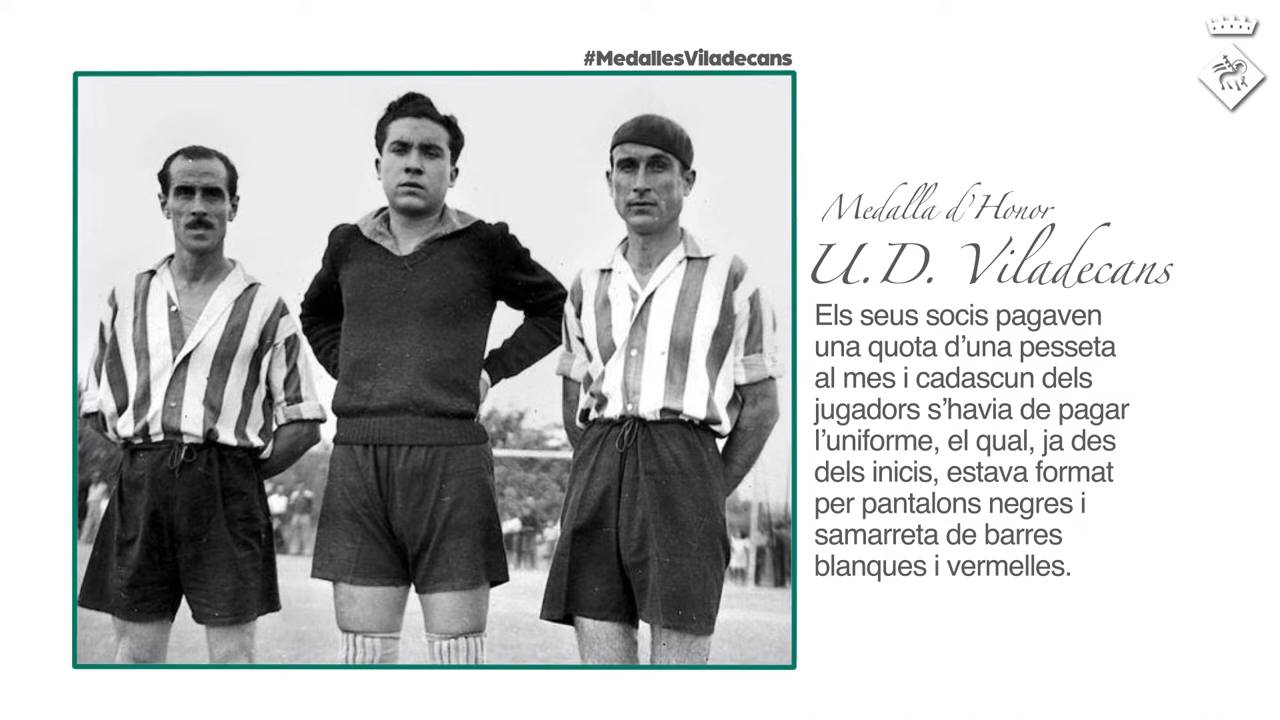 #MedallesViladecans
Medalla d'Honor
U.D. Viladecans
Els seus socis pagaven
una quota d’una pesseta
al mes i cadascun dels
jugadors s’havia de pagar
l’uniforme, el qual, ja des
dels inicis, estava format
per pantalons negres i
samarreta de barres
blanques i vermelles.